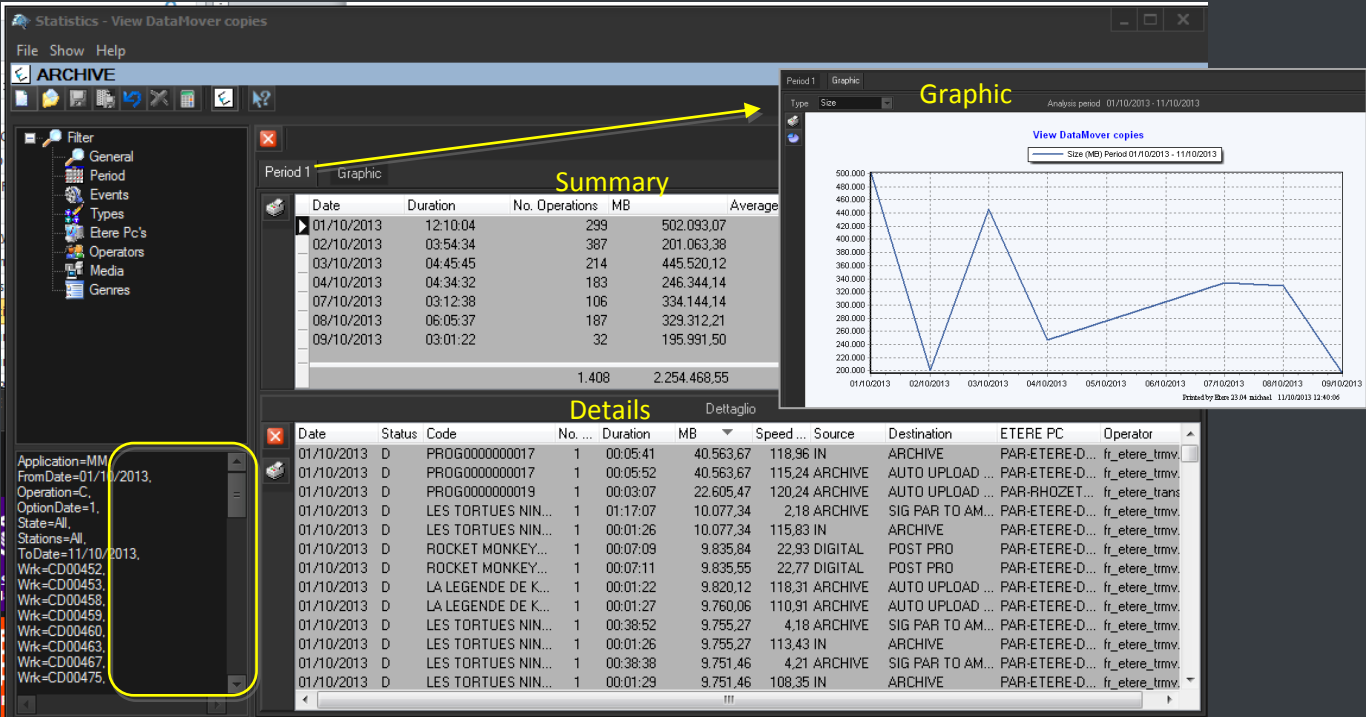 Statistics - View DataMover copies
File Show Help
ARCHIVE
Filter
General
Period
Events
Types
Etere Pc's
Operators
Media
Genres
Period 1 Graphic
Summary
Date Duration No. Operations MB Average
01/10/2013 12:10:04 299 502.093,07
02/10/2013 03:54:34 387 201.063,38
03/10/2013 04:45:45 214 445.520,12
04/10/2013 04:34:32 183 246.344,14
07/10/2013 03:12:38 106 334.144,14
08/10/2013 06:05:37 187 329.312,21
09/10/2013 03:01:22 32 195.991,50
1.408 2.254.468,55
Period 1 Graphic
Graphic
Type Size Analysis period 01/10/2013 - 11/10/2013
View DataMover copies
Size (MB) Period 01/10/2013 - 11/10/2013
500.000
480.000
460.000
440.000
420.000
400.000
380.000
360.000
340.000
320.000
300.000
280.000
260.000
240.000
220.000
200.000
01/10/2013 02/10/2013 03/10/2013 04/10/2013 05/10/2013 06/10/2013 07/10/2013 08/10/2013 09/10/2013
Printed by Etere 23.04 michael 11/10/2013 12:40:06
Details
Dettaglio
Date Status Code No. ... Duration MB Speed ... Source Destination ETERE PC Operator
01/10/2013 D PROG0000000017 1 00:05:41 40.563,67 118,96 IN ARCHIVE PAR-ETERE-D... fr_etere_trmv.
01/10/2013 D PROG0000000017 1 00:05:52 40.563,67 115,24 ARCHIVE AUTO UPLOAD ... PAR-ETERE-D... fr_etere_trmv.
01/10/2013 D PROG0000000019 1 00:03:07 22.605,47 120,24 ARCHIVE AUTO UPLOAD ... PAR-RHOZET... fr_etere_trans
01/10/2013 D LES TORTUES NIN... 1 01:17:07 10.077,34 2,18 ARCHIVE SIG PAR TO AM... PAR-ETERE-D... fr_etere_trmv.
01/10/2013 D LES TORTUES NIN... 1 00:01:26 10.077,34 115,83 IN ARCHIVE PAR-ETERE-D... fr_etere_trmv.
01/10/2013 D ROCKET MONKEY... 1 00:07:09 9.835,84 22,93 DIGITAL POST PRO PAR-ETERE-D... fr_etere_trmv.
01/10/2013 D ROCKET MONKEY... 1 00:07:11 9.835,55 22,77 DIGITAL POST PRO PAR-ETERE-D... fr_etere_trmv.
01/10/2013 D LA LEGENDE DE K... 1 00:01:22 9.820,12 118,31 ARCHIVE AUTO UPLOAD ... PAR-ETERE-D... fr_etere_trmv.
01/10/2013 D LA LEGENDE DE K... 1 00:01:27 9.760,06 110,91 ARCHIVE AUTO UPLOAD ... PAR-ETERE-D... fr_etere_trmv.
01/10/2013 D LES TORTUES NIN... 1 00:38:52 9.755,27 4,18 ARCHIVE SIG PAR TO AM... PAR-ETERE-D... fr_etere_trmv.
01/10/2013 D LES TORTUES NIN... 1 00:01:26 9.755,27 113,43 IN ARCHIVE PAR-ETERE-D... fr_etere_trmv.
01/10/2013 D LES TORTUES NIN... 1 00:38:38 9.751,46 4,21 ARCHIVE SIG PAR TO AM... PAR-ETERE-D... fr_etere_trmv.
01/10/2013 D LES TORTUES NIN... 1 00:01:29 9.751,46 108,35 IN ARCHIVE PAR-ETERE-D... fr_etere_trmv.
Application=MM,
FromDate=01/10/2013,
Operation=C,
OptionDate=1,
State=All,
Stations=All,
ToDate=11/10/2013,
Wrk=CD00452,
Wrk=CD00453,
Wrk=CD00458,
Wrk=CD00459,
Wrk=CD00460,
Wrk=CD00463,
Wrk=CD00467,
Wrk=CD00475,